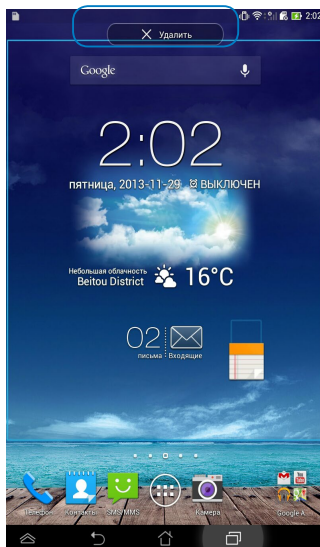 2:02
Удалить
Google
2:02
пятница, 2013-11-29 ВЫКЛЮЧЕН
Небольшая облачность
Beitou District
16°C
02
письма Входящие
Телефон
Контакты
SMS/MMS
Камера
Google А